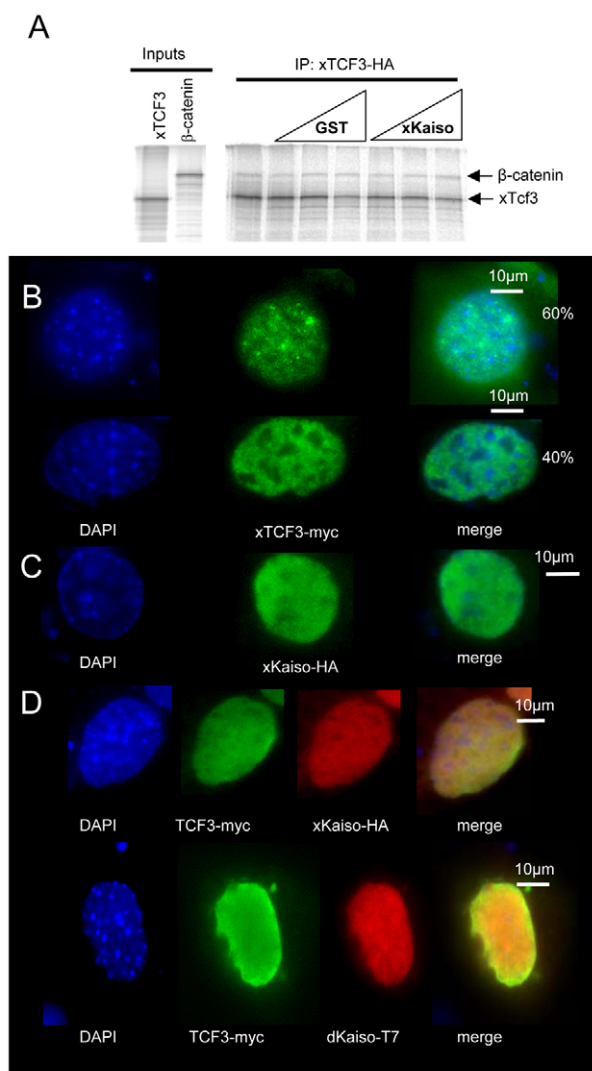 A
Inputs
IP: xTCF3-HA
xTCF3
β-catenin
GST
xKaiso
β-catenin
xTcf3
B
10µm
60%
10µm
40%
DAPI
xTCF3-myc
merge
C
10µm
DAPI
xKaiso-HA
merge
D
10µm
DAPI
TCF3-myc
xKaiso-HA
merge
10µm
DAPI
TCF3-myc
dKaiso-T7
merge